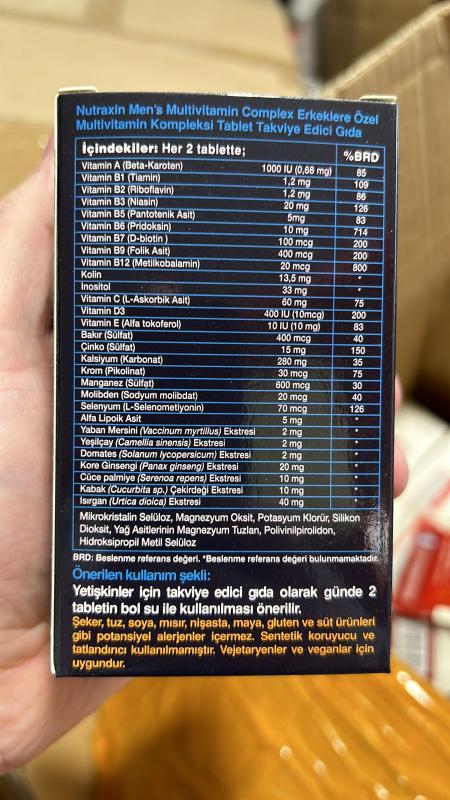 Nutraxin Men's Multivitamin Complex Erkeklere Özel
Multivitamin Kompleksi Tablet Takviye Edici Gıda
İçindekiler: Her 2 tablette; %BRD
Vitamin A (Beta-Karoten) 1000 IU (0,68 mg) 85
Vitamin B1 (Tiamin) 1,2 mg 109
Vitamin B2 (Riboflavin) 1,2 mg 86
Vitamin B3 (Niasin) 20 mg 126
Vitamin B5 (Pantotenik Asit) 5mg 83
Vitamin B6 (Pridoksin) 10 mg 714
Vitamin B7 (D-biotin ) 100 mcg 200
Vitamin B9 (Folik Asit) 400 mcg 200
Vitamin B12 (Metilkobalamin) 20 mcg 800
Kolin 13,5 mg *
Inositol 33 mg *
Vitamin C (L-Askorbik Asit) 60 mg 75
Vitamin D3 400 IU (10mcg) 200
Vitamin E (Alfa tokoferol) 10 IU (10 mg) 83
Bakır (Sülfat) 400 mcg 40
Çinko (Sülfat) 15 mg 150
Kalsiyum (Karbonat) 280 mg 35
Krom (Pikolinat) 30 mcg 75
Manganez (Sülfat) 600 mcg 30
Molibden (Sodyum molibdat) 20 mcg 40
Selenyum (L-Selenometiyonin) 70 mcg 126
Alfa Lipoik Asit 5 mg *
Yaban Mersini (Vaccinum myrtillus) Ekstresi 2 mg *
Yeşilçay (Camellia sinensis) Ekstresi 2 mg *
Domates (Solanum lycopersicum) Ekstresi 2 mg *
Kore Ginsengi (Panax ginseng) Ekstresi 20 mg *
Cüce palmiye (Serenoa repens) Ekstresi 10 mg *
Kabak (Cucurbita sp.) Çekirdeği Ekstresi 10 mg *
Isırgan (Urtica dioica) Ekstresi 40 mg *
Mikrokristalin Selüloz, Magnezyum Oksit, Potasyum Klorür, Silikon
Dioksit, Yağ Asitlerinin Magnezyum Tuzları, Polivinilpirolidon,
Hidroksipropil Metil Selüloz
BRD: Beslenme referans değeri. *Beslenme referans değeri bulunmamaktadır.
Önerilen kullanım şekli:
Yetişkinler için takviye edici gıda olarak günde 2
tabletin bol su ile kullanılması önerilir.
Şeker, tuz, soya, mısır, nişasta, maya, gluten ve süt ürünleri
gibi potansiyel alerjenler içermez. Sentetik koruyucu ve
tatlandırıcı kullanılmamıştır. Vejetaryenler ve veganlar için
uygundur.